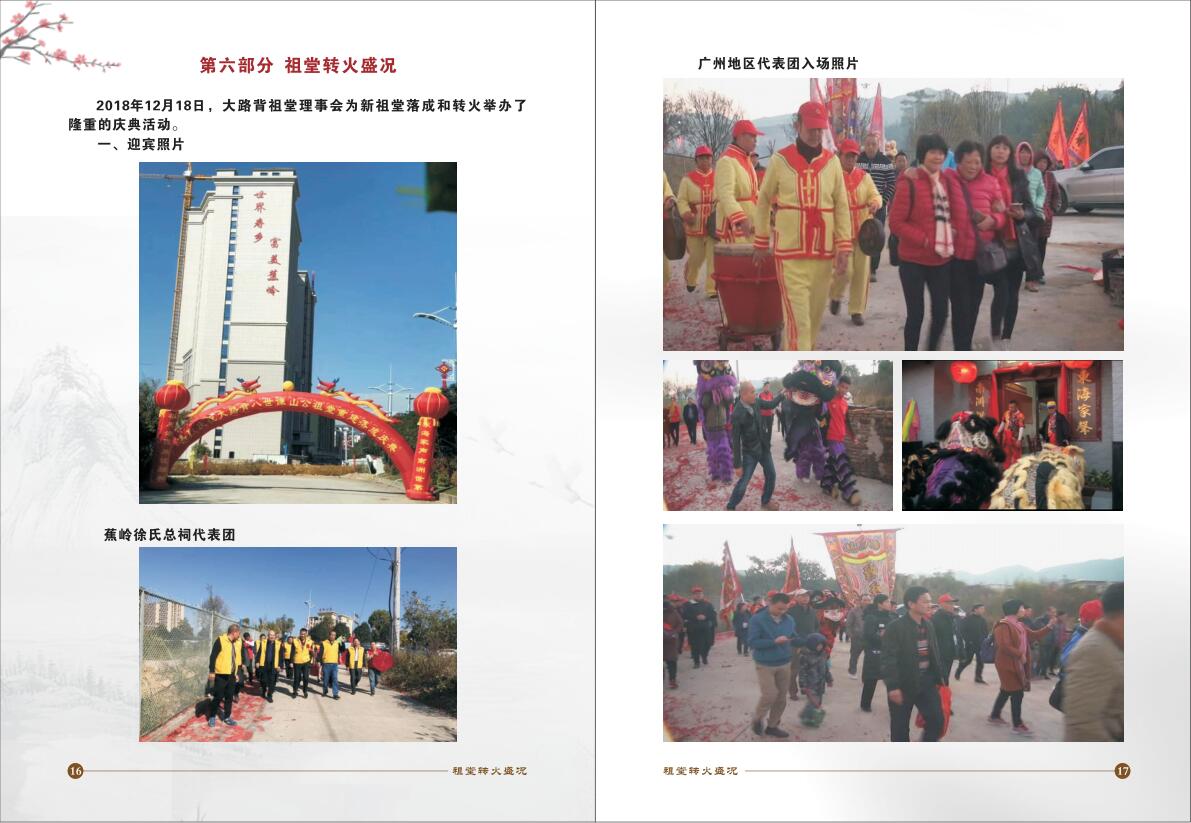 第六部分 祖堂转火盛况
2018年12月18日，大路背祖堂理事会为新祖堂落成和转火举办了
隆重的庆典活动。
一、迎宾照片
世界寿乡
富美蕉岭
蕉岭徐氏总祠代表团
16
祖堂转火盛况
广州地区代表团入场照片
東海家聲
祖堂转火盛况
17